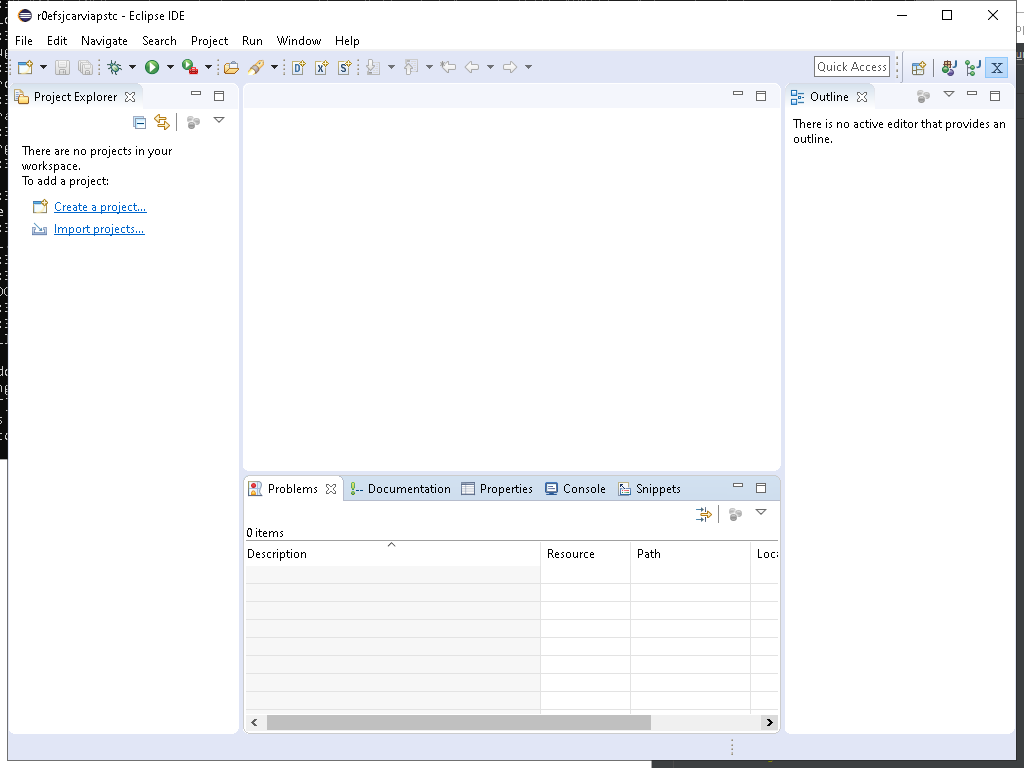 r0efsjcarviapstc - Eclipse IDE
File Edit Navigate Search Project Run Window Help
Quick Access
Project Explorer
There are no projects in your
workspace.
To add a project:
Create a project...
Import projects...
Outline
There is no active editor that provides an
outline.
Problems Documentation Properties Console Snippets
0 items
Description Resource Path Loca